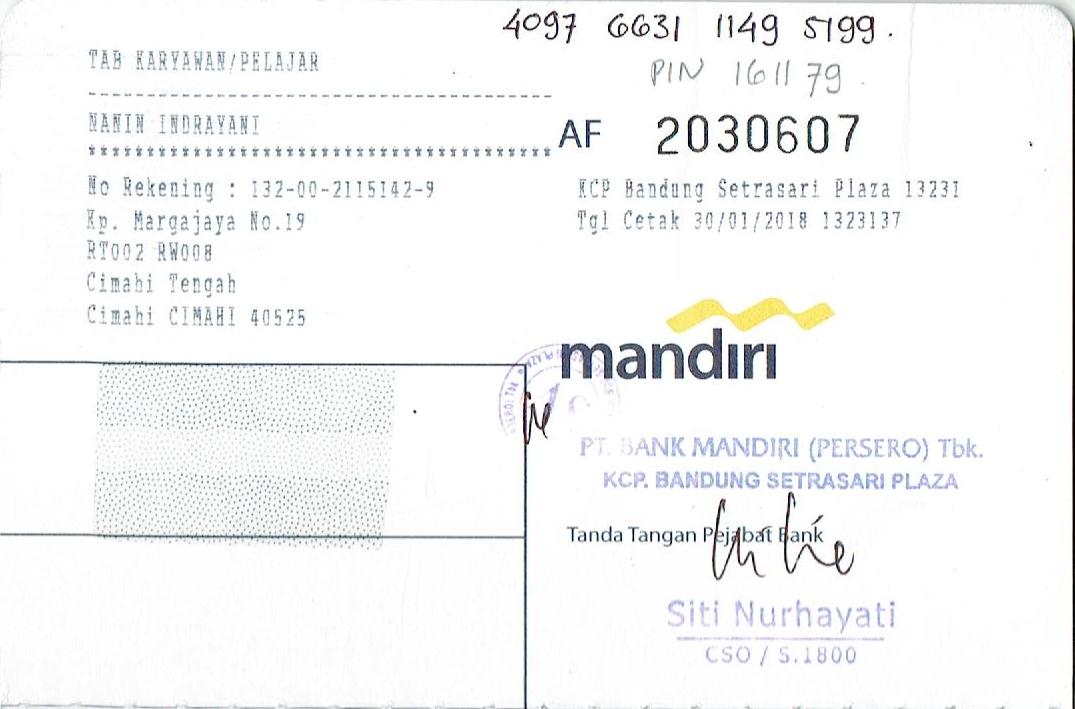 4097 6631 1149 5199.
PIN 161179.
TAB KARYAWAN/PELAJAR
NANIN INDRAYANI
AF 2030607
No Rekening : 132-00-2115142-9
Kp. Margajaya No.19
RT002 RW008
Cimahi Tengah
Cimahi CIMAHI 40525
KCP Bandung Setrasari Plaza 13231
Tgl Cetak 30/01/2018 1323137
mandiri
PT. BANK MANDIRI (PERSERO) Tbk.
KCP. BANDUNG SETRASARI PLAZA
Tanda Tangan Pejabat Bank
Siti Nurhayati
CSO / S.1800